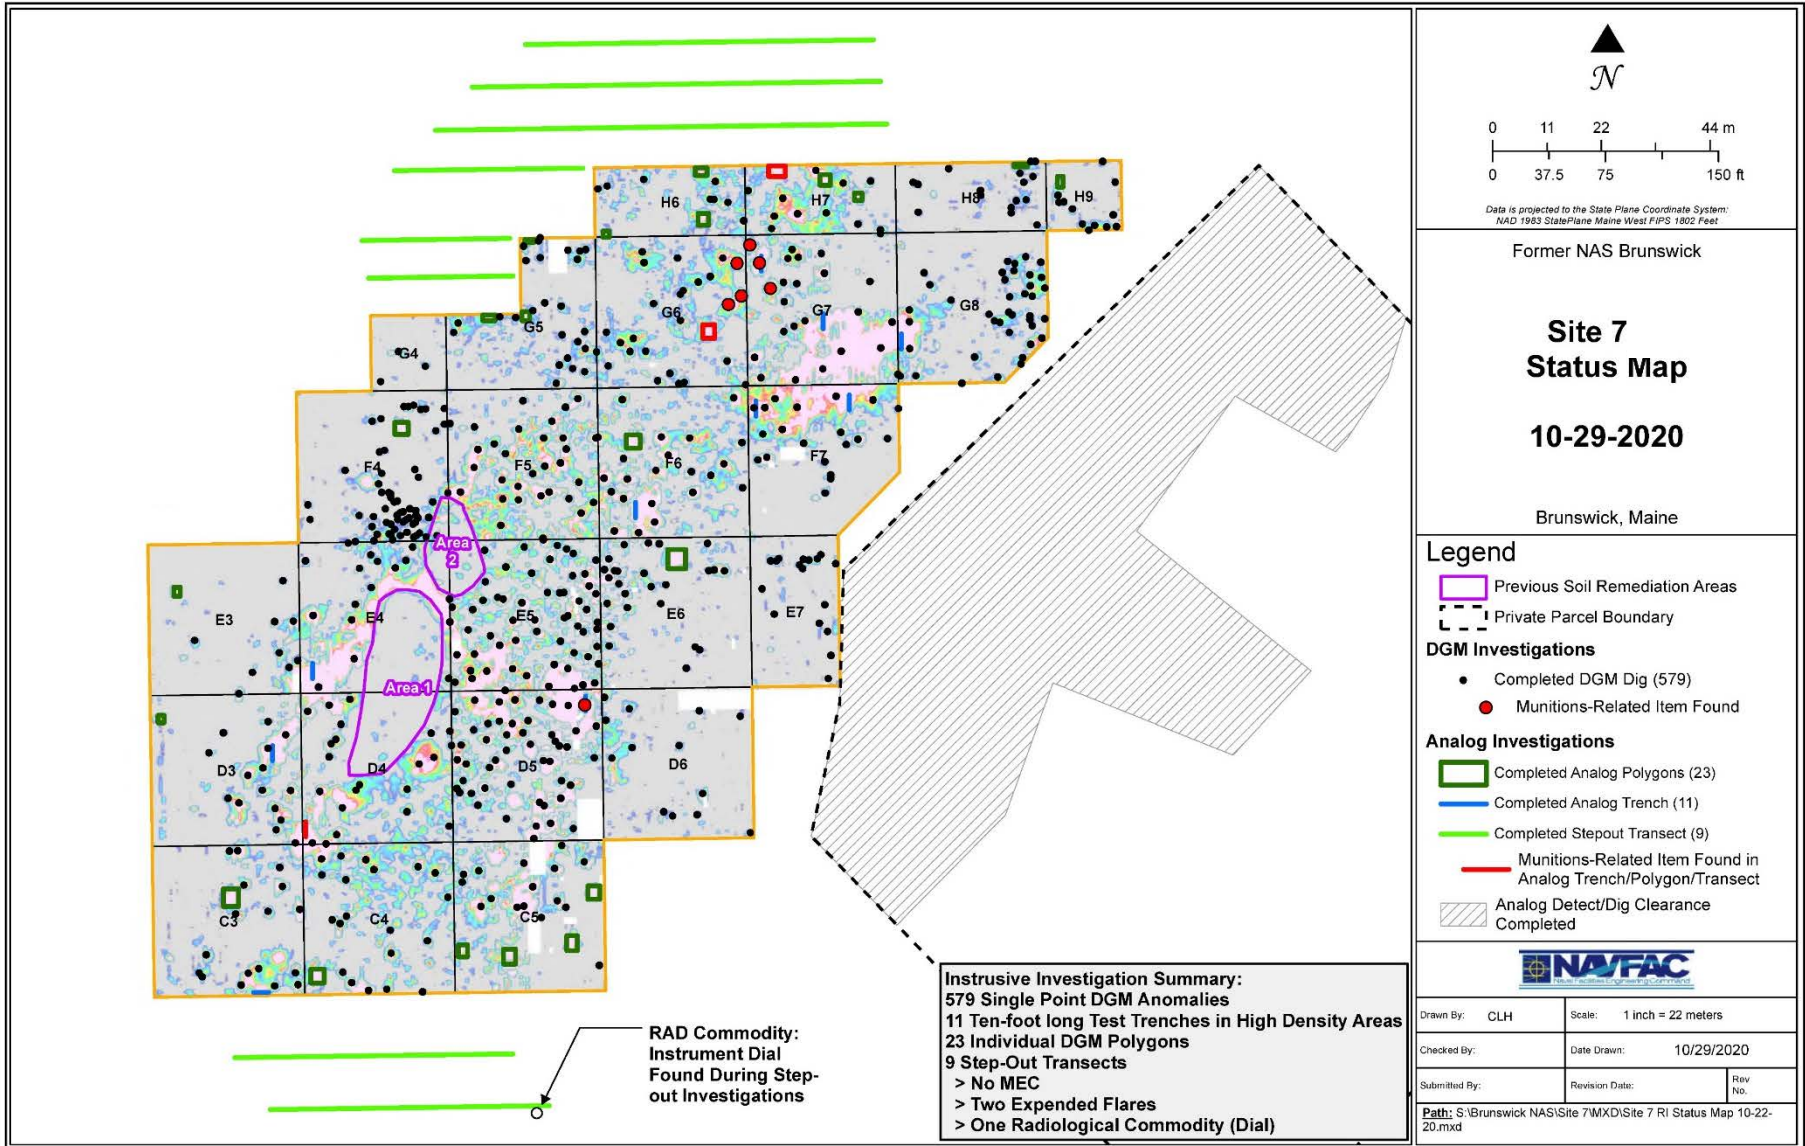 N
0 11 22 44 m
0 37.5 75 150 ft
Data is projected to the State Plane Coordinate System:
NAD 1983 StatePlane Maine West FIPS 1802 Feet
Former NAS Brunswick
Site 7
Status Map
10-29-2020
Brunswick, Maine
Legend
Previous Soil Remediation Areas
Private Parcel Boundary
DGM Investigations
Completed DGM Dig (579)
Munitions-Related Item Found
Analog Investigations
Completed Analog Polygons (23)
Completed Analog Trench (11)
Completed Stepout Transect (9)
Munitions-Related Item Found in
Analog Trench/Polygon/Transect
Analog Detect/Dig Clearance
Completed
NAVFAC
Naval Facilities Engineering Command
Drawn By: CLH
Scale: 1 inch = 22 meters
Checked By:
Date Drawn: 10/29/2020
Submitted By:
Revision Date:
Rev
No.
Path: S:\Brunswick NAS\Site 7\MXD\Site 7 RI Status Map 10-22-
20.mxd
H6
H7
H8
H9
G4
G5
G6
G7
G8
F4
F5
F6
F7
Area
2
E3
E4
E5
E6
E7
Area 1
D3
D4
D5
D6
C3
C4
C5
RAD Commodity:
Instrument Dial
Found During Step-
out Investigations
Instrusive Investigation Summary:
579 Single Point DGM Anomalies
11 Ten-foot long Test Trenches in High Density Areas
23 Individual DGM Polygons
9 Step-Out Transects
> No MEC
> Two Expended Flares
> One Radiological Commodity (Dial)